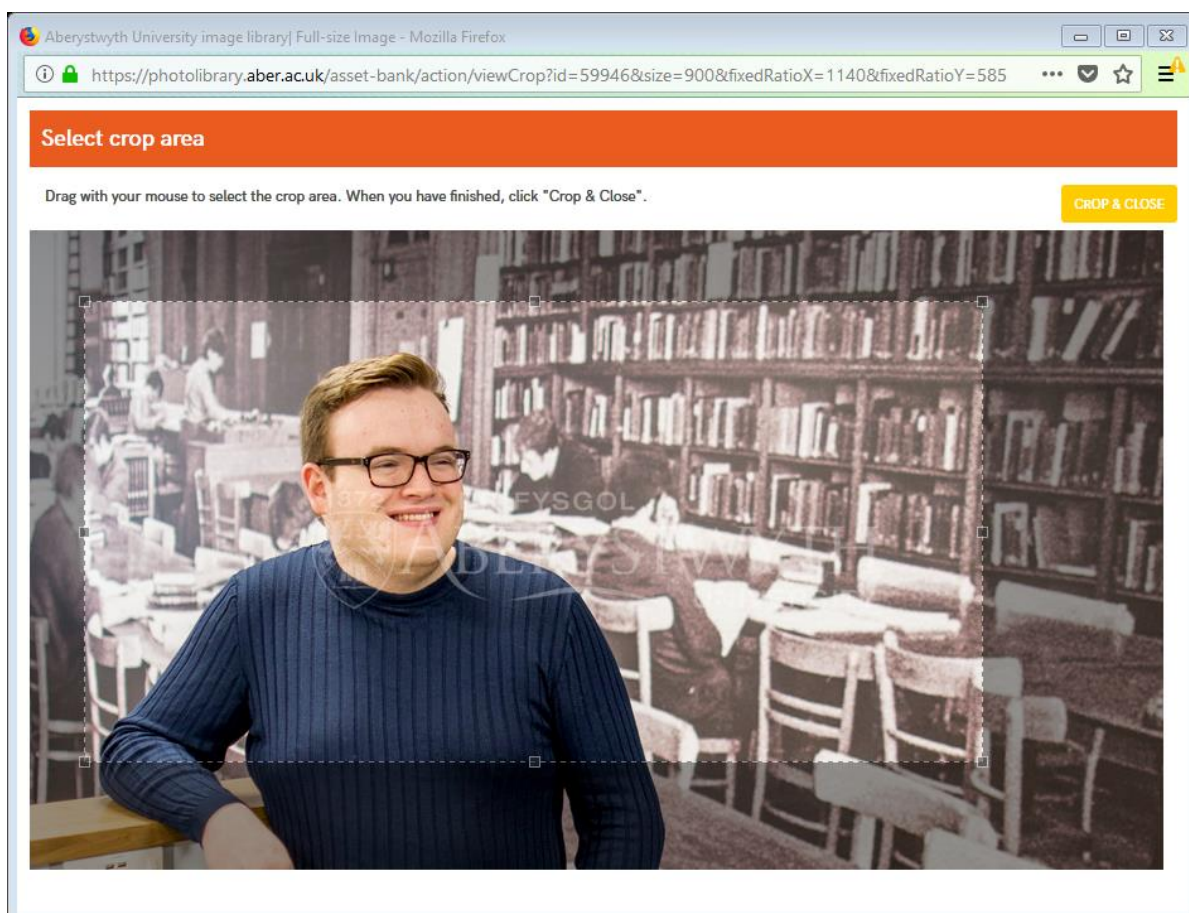 Aberystwyth University image library| Full-size Image - Mozilla Firefox
https://photolibrary.aber.ac.uk/asset-bank/action/viewCrop?id=59946&size=900&fixedRatioX=1140&fixedRatioY=585
Select crop area
Drag with your mouse to select the crop area. When you have finished, click "Crop & Close".
CROP & CLOSE
ABERYSTWYTH